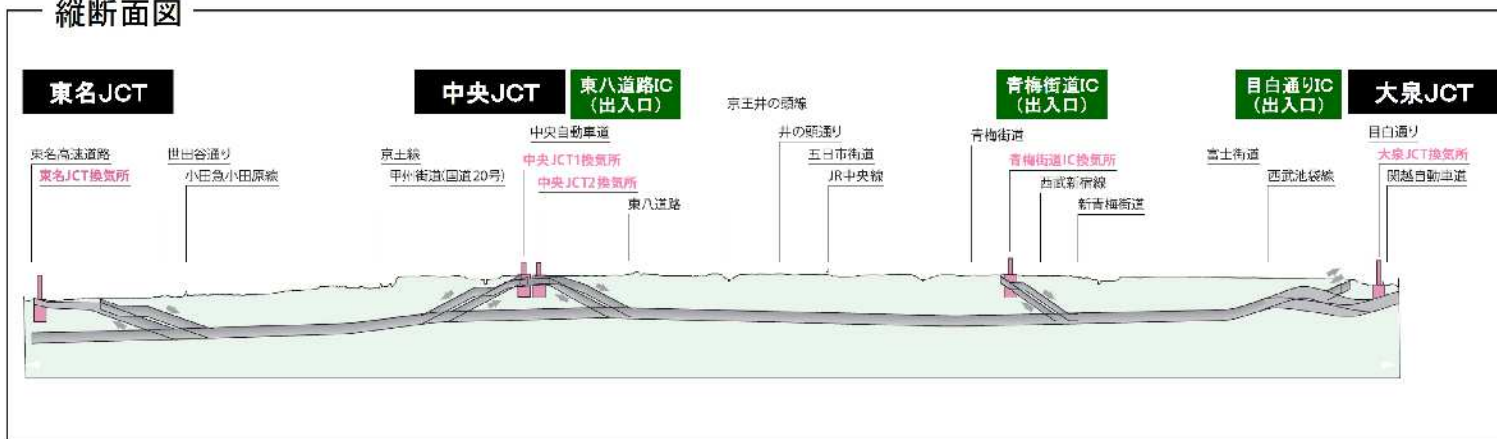 縦断面図
東名JCT
中央JCT
東八道路IC
(出入口)
青梅街道IC
(出入口)
目白通りIC
(出入口)
大泉JCT
東名高速道路
東名JCT換気所
世田谷通り
小田急小田原線
京王線
甲州街道(国道20号)
中央自動車道
中央JCT1換気所
中央JCT2換気所
東八道路
京王井の頭線
井の頭通り
五日市街道
JR中央線
青梅街道
青梅街道IC換気所
西武新宿線
新青梅街道
富士街道
西武池袋線
目白通り
大泉JCT換気所
関越自動車道